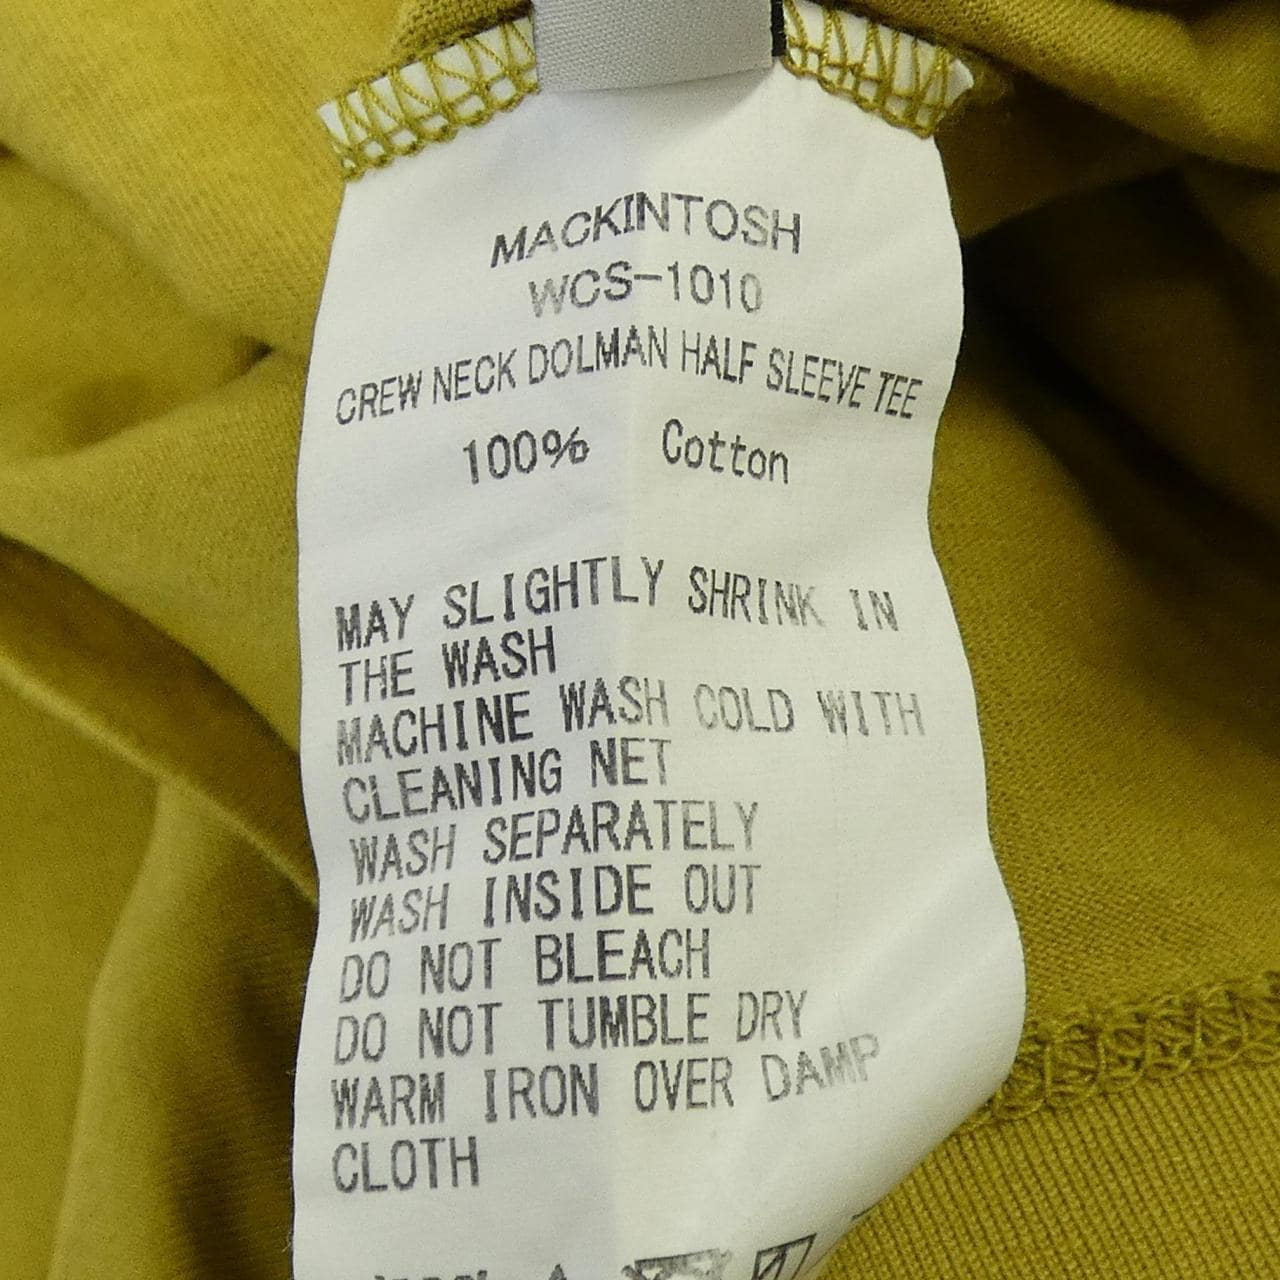 MACKINTOSH
WCS-1010
CREW NECK DOLMAN HALF SLEEVE TEE
100% Cotton
MAY SLIGHTLY SHRINK IN
THE WASH
MACHINE WASH COLD WITH
CLEANING NET
WASH SEPARATELY
WASH INSIDE OUT
DO NOT BLEACH
DO NOT TUMBLE DRY
WARM IRON OVER DAMP
CLOTH